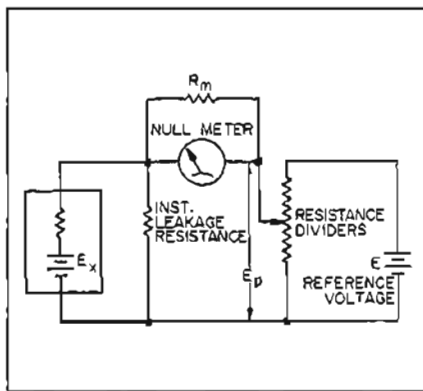 Rm
NULL METER
INST.
LEAKAGE
RESISTANCE
RESISTANCE
DIVIDERS
Ex
Ep
E
REFERENCE
VOLTAGE